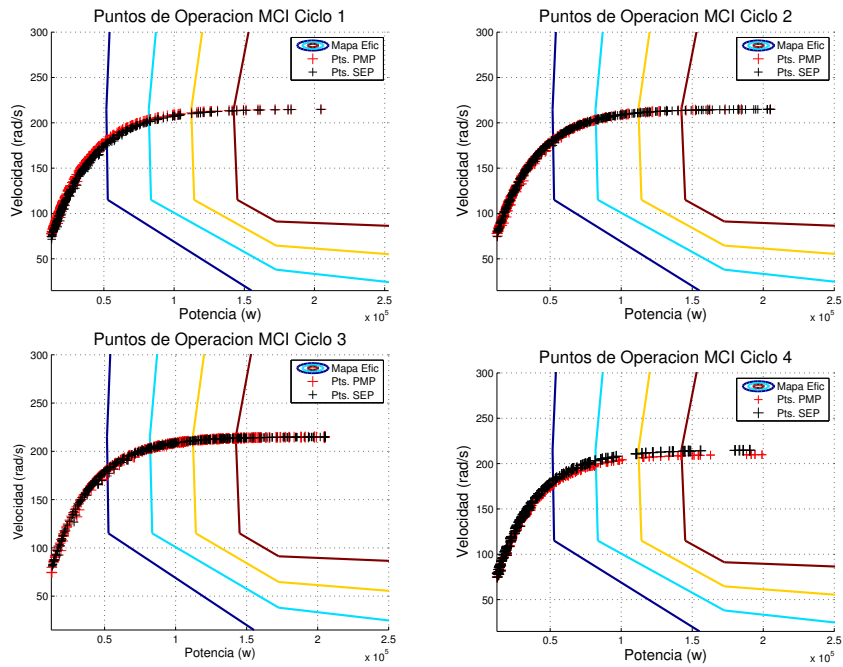 Puntos de Operacion MCI Ciclo 1
300
250
200
150
100
50
Velocidad (rad/s)
Mapa Efic
Pts. PMP
Pts. SEP
0.5
1
1.5
2
2.5
x 10^5
Potencia (w)
Puntos de Operacion MCI Ciclo 2
300
250
200
150
100
50
Velocidad (rad/s)
Mapa Efic
Pts. PMP
Pts. SEP
0.5
1
1.5
2
2.5
x 10^5
Potencia (w)
Puntos de Operacion MCI Ciclo 3
300
250
200
150
100
50
Velocidad (rad/s)
Mapa Efic
Pts. PMP
Pts. SEP
0.5
1
1.5
2
2.5
x 10^5
Potencia (w)
Puntos de Operacion MCI Ciclo 4
300
250
200
150
100
50
Velocidad (rad/s)
Mapa Efic
Pts. PMP
Pts. SEP
0.5
1
1.5
2
2.5
x 10^5
Potencia (w)